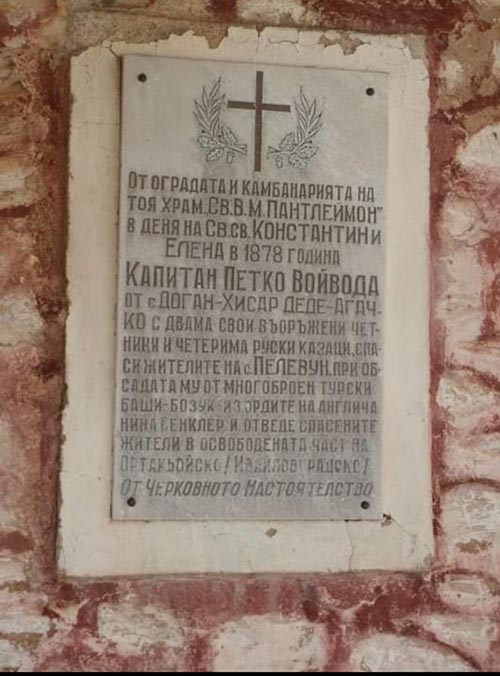 От оградата и камбанарията на
тоя храм „Св. В. М. Пантлеймон"
в деня на Св. св. Константин и
Елена в 1878 година
Капитан Петко Войвода
от с. Доган-Хисар Деде-Агач-
ко с двама свои въоръжени чет-
ници и четерима руски казаци, спа-
си жителите на с. Пелевун, при об-
садата му от многоброен турски
баши-бозук – из ордите на англича
нина Сенклер и отведе спасените
жители в освободената част на
Ортакьойско /Ивайловградско/
От Черковното Настоятелство